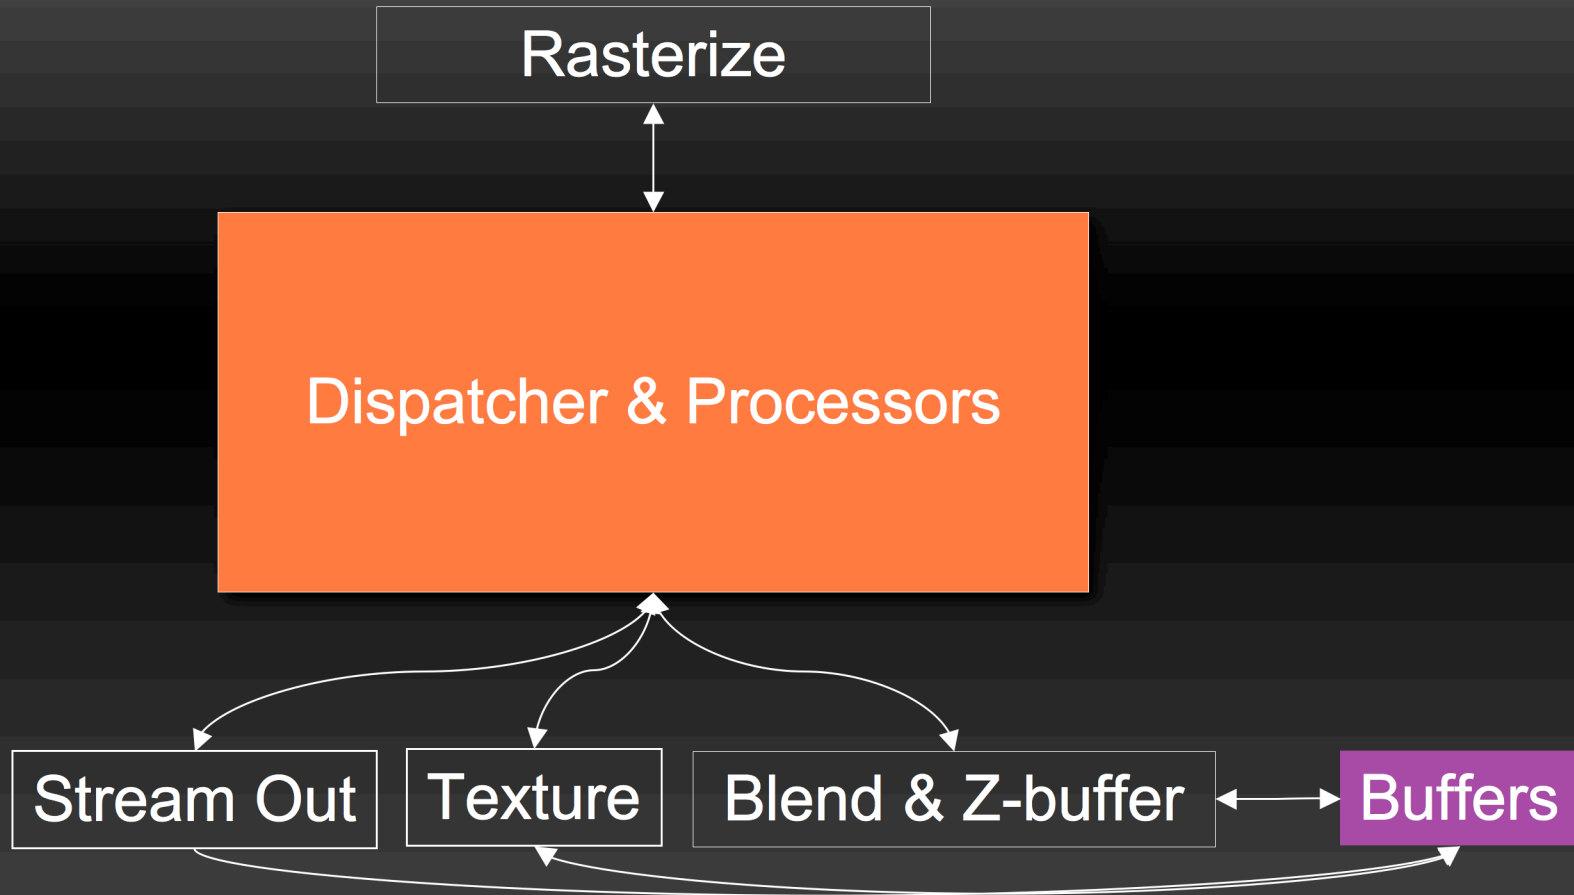 Rasterize
Dispatcher & Processors
Stream Out
Texture
Blend & Z-buffer
Buffers